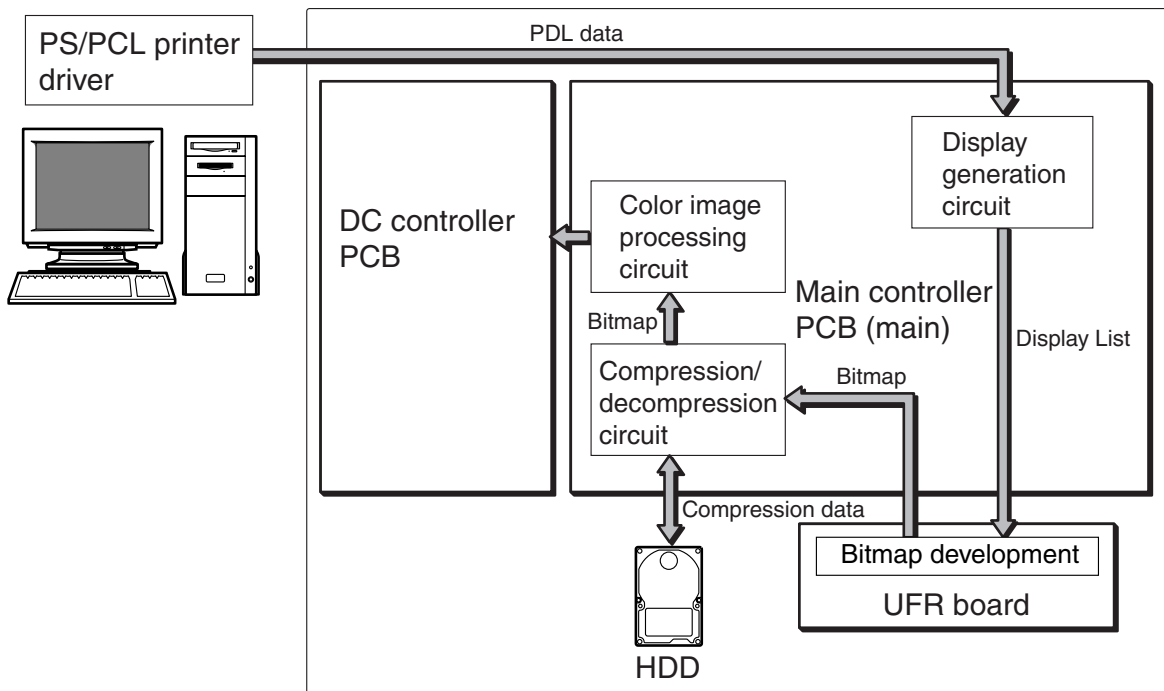 PS/PCL printer
driver
PDL data
DC controller
PCB
Display
generation
circuit
Color image
processing
circuit
Main controller
PCB (main)
Bitmap
Display List
Compression/
decompression
circuit
Bitmap
Compression data
Bitmap development
UFR board
HDD